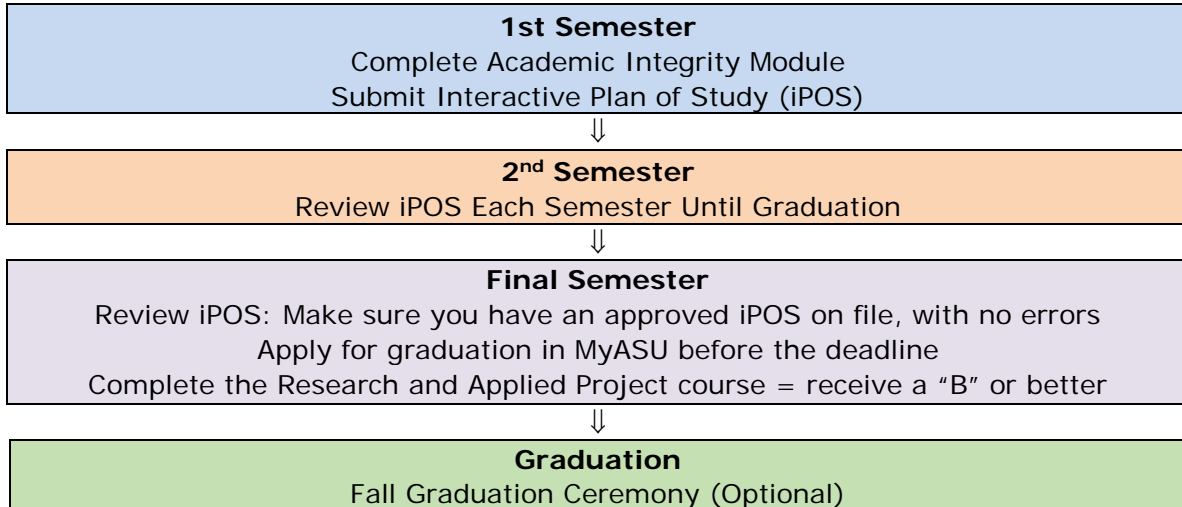 1st Semester
Complete Academic Integrity Module
Submit Interactive Plan of Study (iPOS)
⇓
2nd Semester
Review iPOS Each Semester Until Graduation
⇓
Final Semester
Review iPOS: Make sure you have an approved iPOS on file, with no errors
Apply for graduation in MyASU before the deadline
Complete the Research and Applied Project course = receive a “B” or better
⇓
Graduation
Fall Graduation Ceremony (Optional)